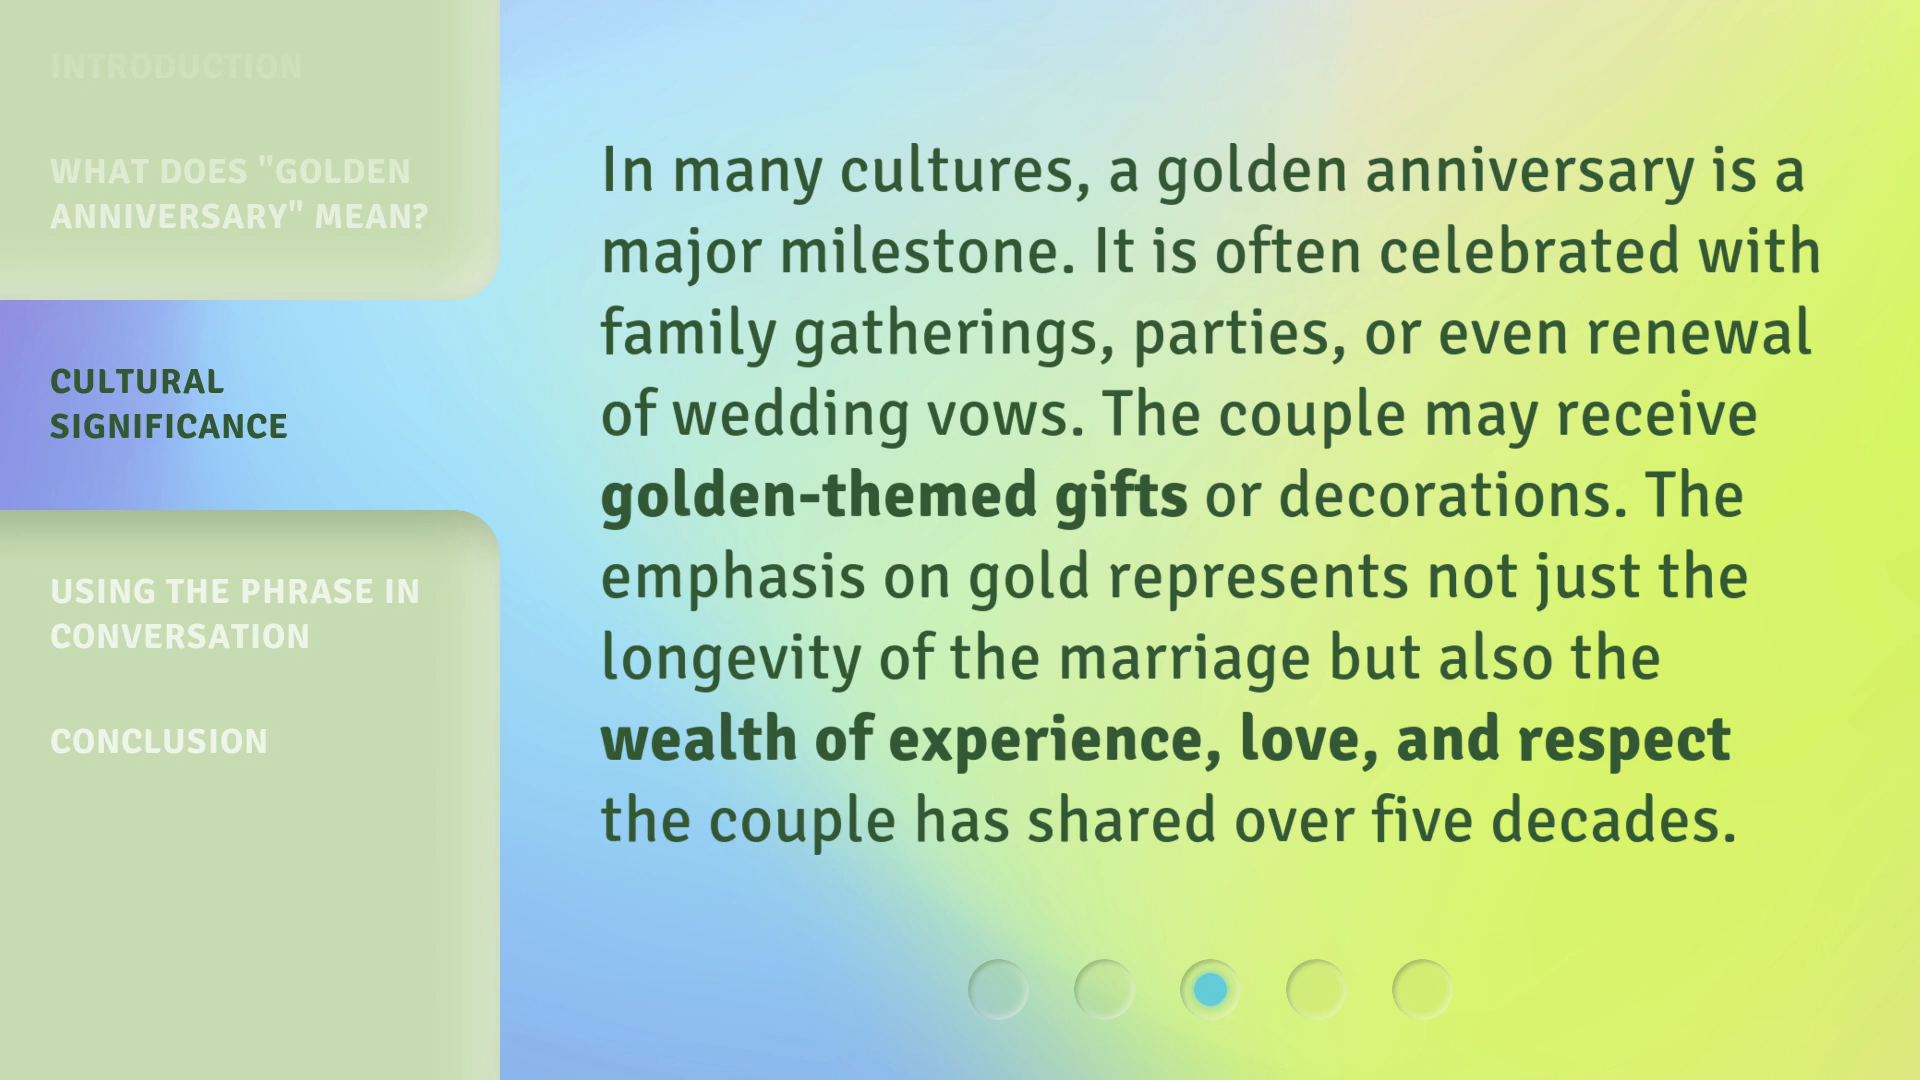 INTRODUCTION
WHAT DOES "GOLDEN
ANNIVERSARY" MEAN?
CULTURAL
SIGNIFICANCE
USING THE PHRASE IN
CONVERSATION
CONCLUSION
In many cultures, a golden anniversary is a
major milestone. It is often celebrated with
family gatherings, parties, or even renewal
of wedding vows. The couple may receive
golden-themed gifts or decorations. The
emphasis on gold represents not just the
longevity of the marriage but also the
wealth of experience, love, and respect
the couple has shared over five decades.